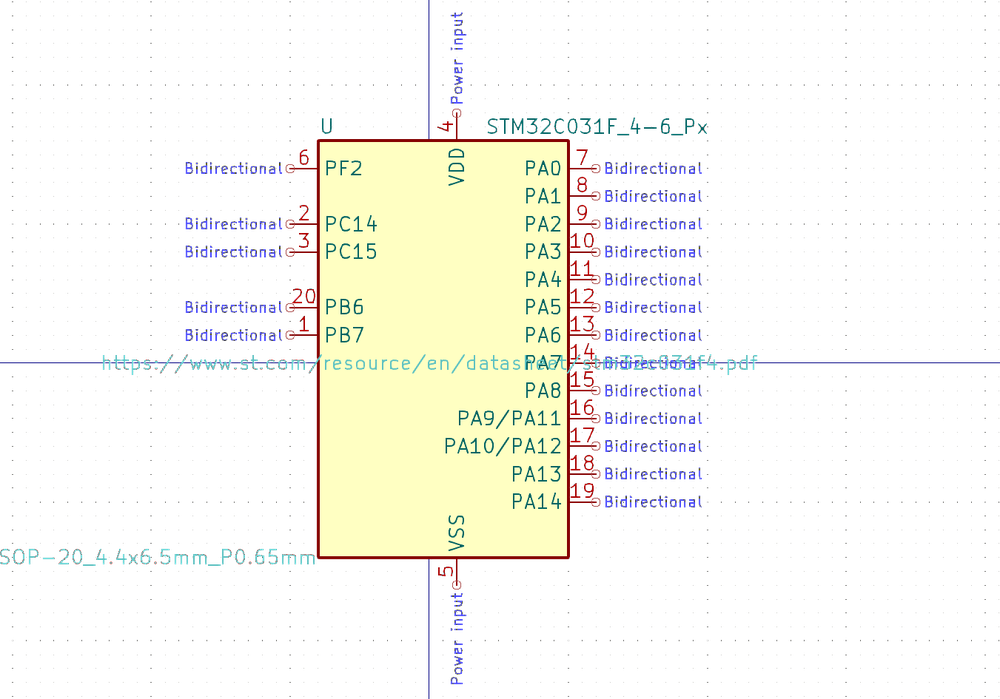 Power input
U
STM32C031F_4-6_Px
4
VDD
Bidirectional 6 PF2
PA0 7 Bidirectional
PA1 8 Bidirectional
Bidirectional 2 PC14
PA2 9 Bidirectional
Bidirectional 3 PC15
PA3 10 Bidirectional
PA4 11 Bidirectional
Bidirectional 20 PB6
PA5 12 Bidirectional
Bidirectional 1 PB7
PA6 13 Bidirectional
https://www.st.com/resource/en/datasheet/stm32c031f4.pdf
PA7 14 Bidirectional
PA8 15 Bidirectional
PA9/PA11 16 Bidirectional
PA10/PA12 17 Bidirectional
PA13 18 Bidirectional
PA14 19 Bidirectional
VSS
SOP-20_4.4x6.5mm_P0.65mm
5
Power input